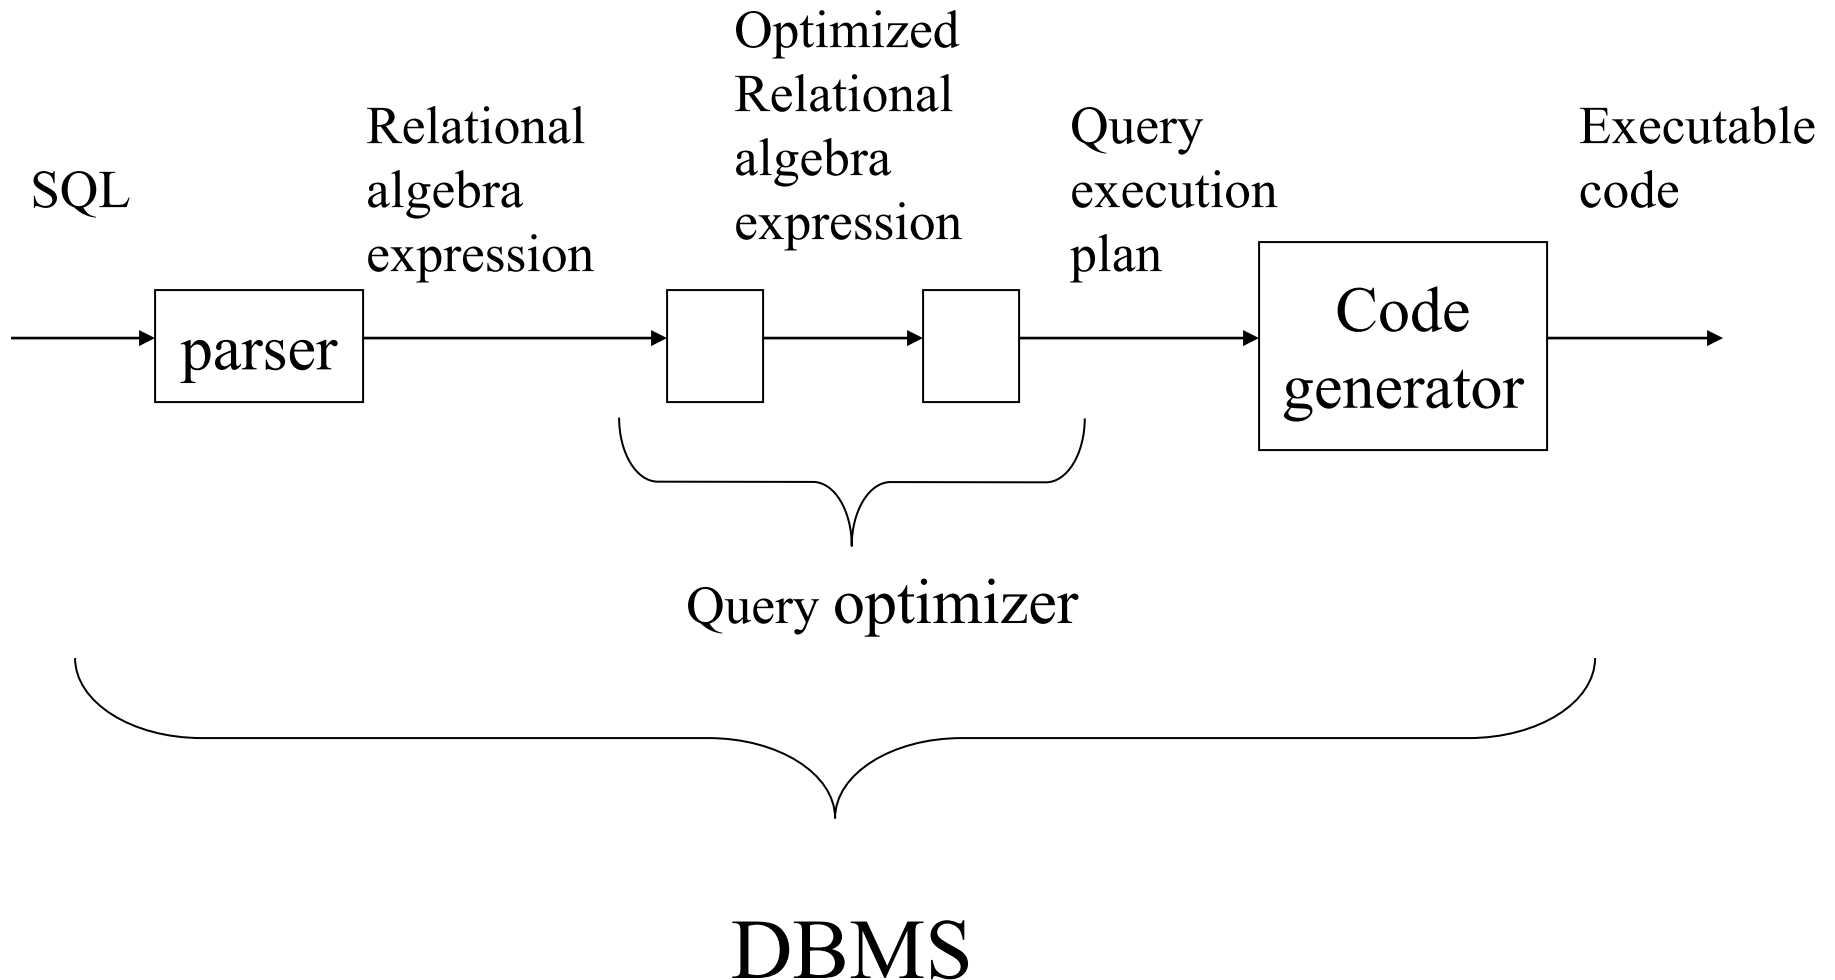 SQL
Relational
algebra
expression
Optimized
Relational
algebra
expression
Query
execution
plan
Executable
code
parser
Code
generator
Query optimizer
DBMS